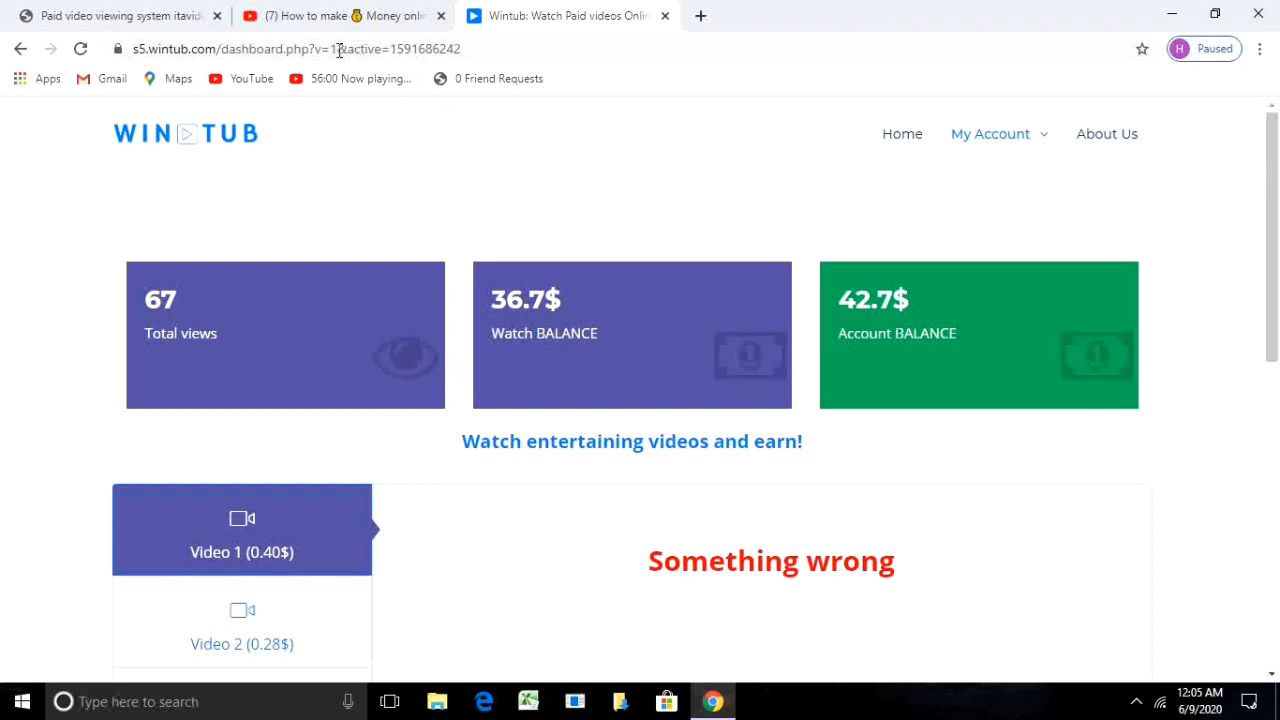 Paid video viewing system itavid
(7) How to make 💰 Money onlin
Wintub: Watch Paid videos Onlin
s5.wintub.com/dashboard.php?v=1&active=1591686242
H Paused
Apps
Gmail
Maps
YouTube
56:00 Now playing...
0 Friend Requests
WIN TUB
Home
My Account
About Us
67
Total views
36.7$
Watch BALANCE
42.7$
Account BALANCE
Watch entertaining videos and earn!
Video 1 (0.40$)
Something wrong
Video 2 (0.28$)
Type here to search
12:05 AM
6/9/2020